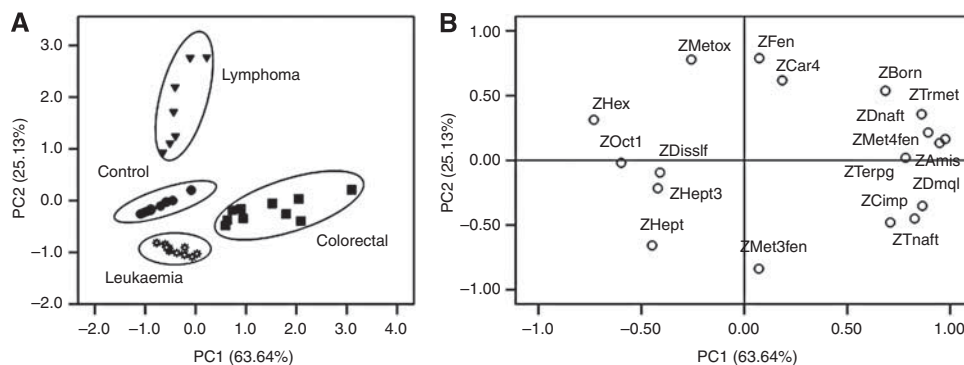 A
PC2 (25.13%)
3.0
2.0
1.0
0.0
−1.0
−2.0
Lymphoma
Control
Colorectal
Leukaemia
−2.0 −1.0 0.0 1.0 2.0 3.0 4.0
PC1 (63.64%)
B
PC2 (25.13%)
1.00
0.50
0.00
−0.50
−1.00
ZMetox
ZFen
ZCar4
ZBorn
ZTrmet
ZHex
ZDnaft
ZOct1
ZDisslf
ZMet4fen
ZTerpg
ZAmis
ZHept3
ZDmql
ZCimp
ZHept
ZTnaft
ZMet3fen
−1.0 −0.50 0.00 0.50 1.00
PC1 (63.64%)